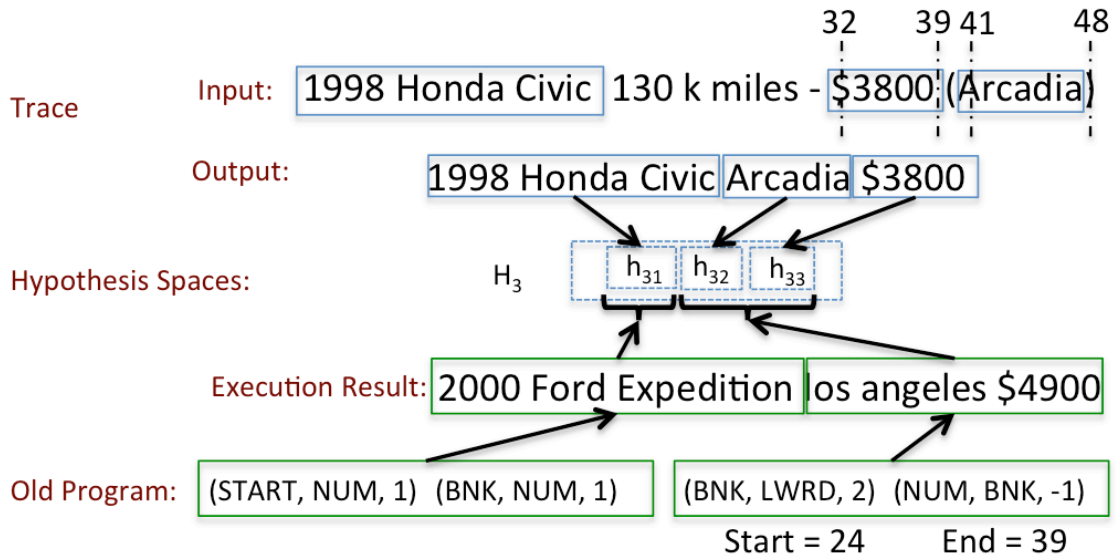 32 39 41 48
Trace
Input: 1998 Honda Civic 130 k miles - $3800 (Arcadia)
Output: 1998 Honda Civic Arcadia $3800
Hypothesis Spaces: H3 h31 h32 h33
Execution Result: 2000 Ford Expedition los angeles $4900
Old Program: (START, NUM, 1) (BNK, NUM, 1) (BNK, LWRD, 2) (NUM, BNK, -1)
Start = 24 End = 39